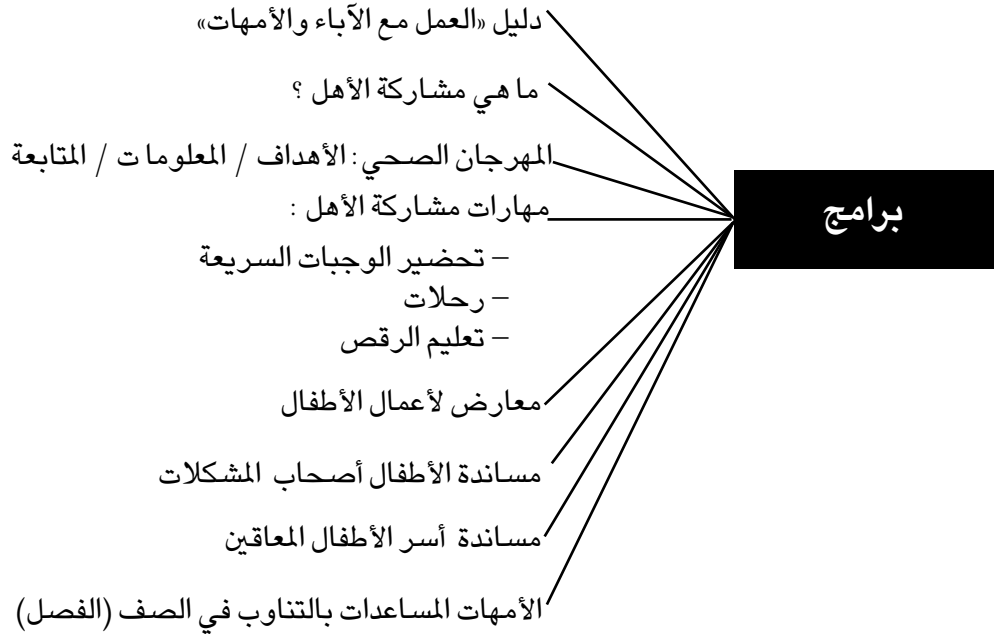 برامج
دليل «العمل مع الآباء والأمهات»
ما هي مشاركة الأهل ؟
المهرجان الصحي : الأهداف / المعلومات / المتابعة
مهارات مشاركة الأهل :
– تحضير الوجبات السريعة
– رحلات
– تعليم الرقص
معارض لأعمال الأطفال
مساندة الأطفال أصحاب المشكلات
مساندة أسر الأطفال المعاقين
الأمهات المساعدات بالتناوب في الصف (الفصل)